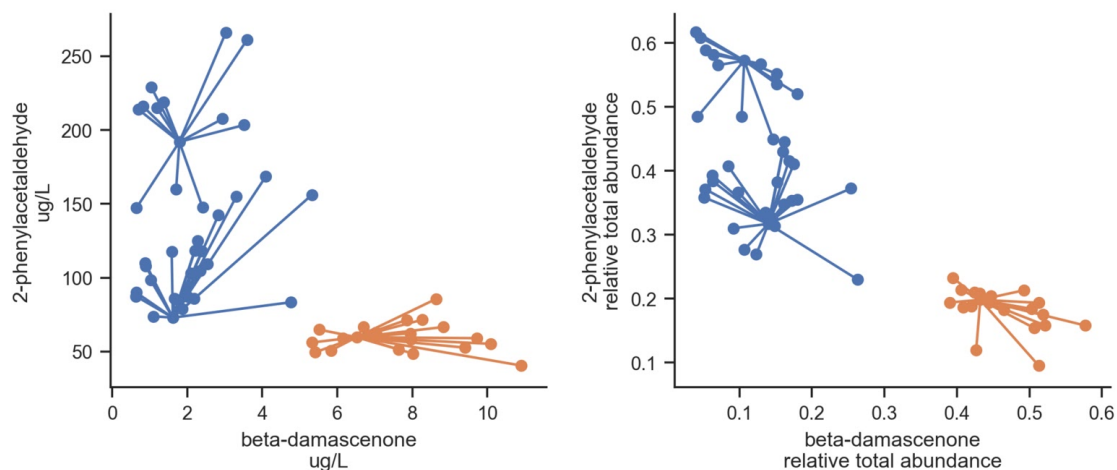 2-phenylacetaldehyde
ug/L
250
200
150
100
50
0
2
4
6
8
10
beta-damascenone
ug/L
2-phenylacetaldehyde
relative total abundance
0.6
0.5
0.4
0.3
0.2
0.1
0.1
0.2
0.3
0.4
0.5
0.6
beta-damascenone
relative total abundance